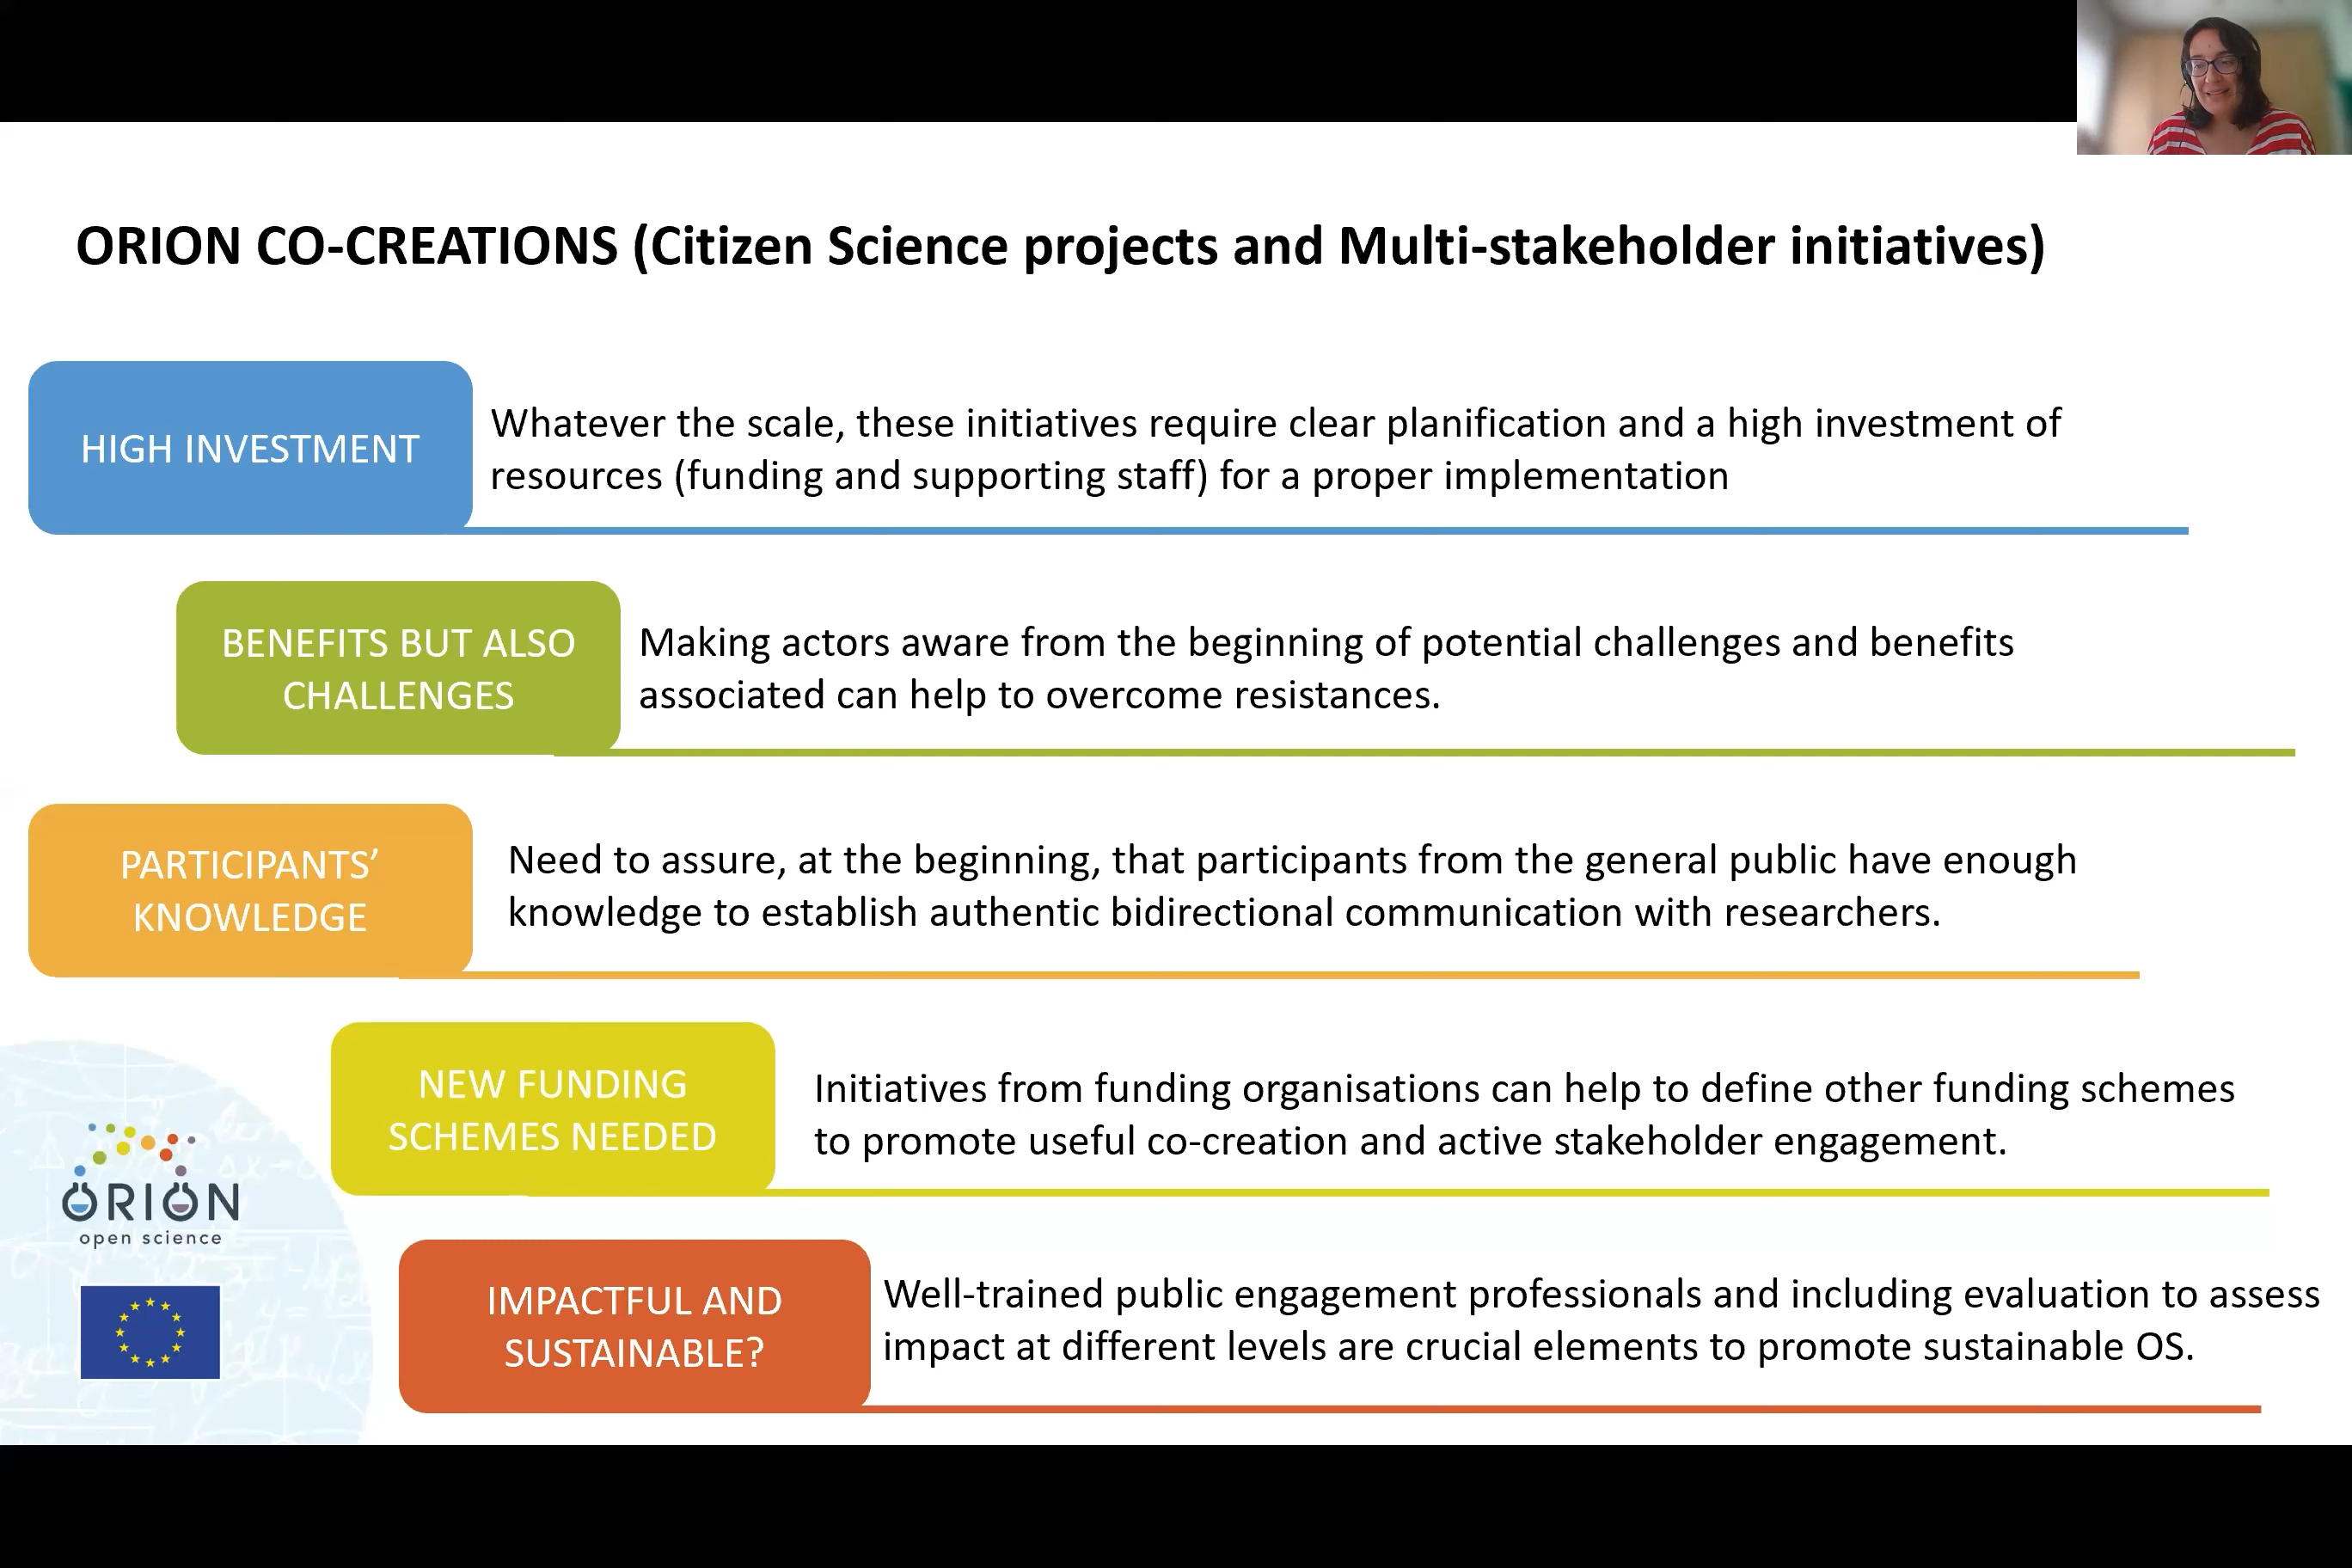 ORION CO-CREATIONS (Citizen Science projects and Multi-stakeholder initiatives)
HIGH INVESTMENT
Whatever the scale, these initiatives require clear planification and a high investment of
resources (funding and supporting staff) for a proper implementation
BENEFITS BUT ALSO
CHALLENGES
Making actors aware from the beginning of potential challenges and benefits
associated can help to overcome resistances.
PARTICIPANTS’
KNOWLEDGE
Need to assure, at the beginning, that participants from the general public have enough
knowledge to establish authentic bidirectional communication with researchers.
NEW FUNDING
SCHEMES NEEDED
Initiatives from funding organisations can help to define other funding schemes
to promote useful co-creation and active stakeholder engagement.
ORION
open science
IMPACTFUL AND
SUSTAINABLE?
Well-trained public engagement professionals and including evaluation to assess
impact at different levels are crucial elements to promote sustainable OS.